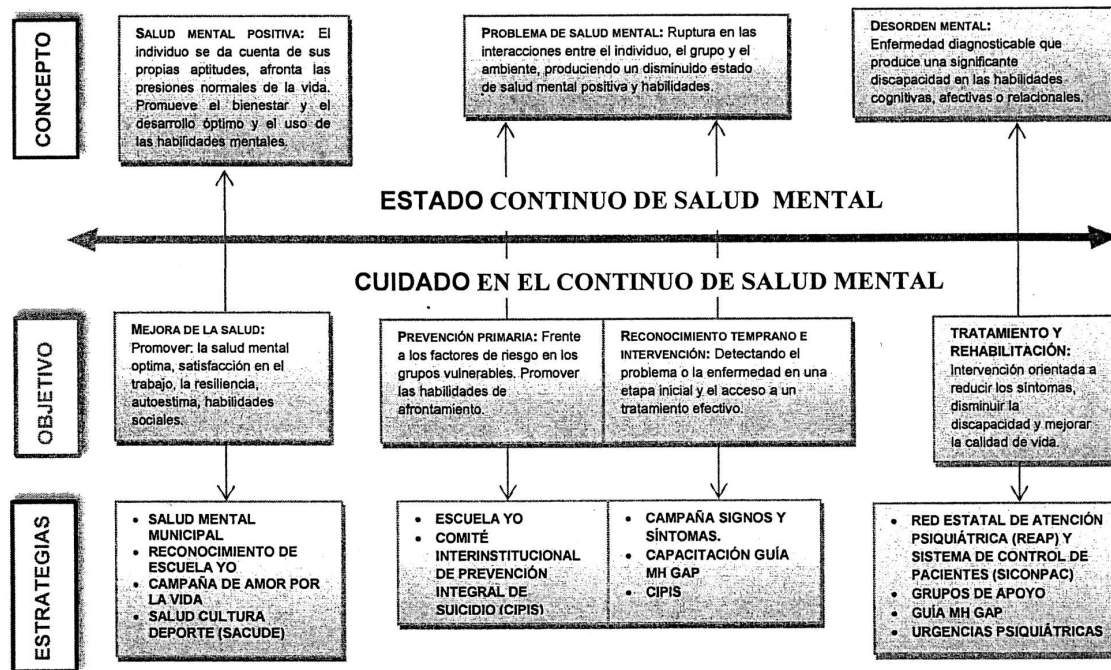 CONCEPTO
SALUD MENTAL POSITIVA: El
individuo se da cuenta de sus
propias aptitudes, afronta las
presiones normales de la vida.
Promueve el bienestar y el
desarrollo óptimo y el uso de
las habilidades mentales.
PROBLEMA DE SALUD MENTAL: Ruptura en las
interacciones entre el individuo, el grupo y el
ambiente, produciendo un disminuido estado
de salud mental positiva y habilidades.
DESORDEN MENTAL:
Enfermedad diagnosticable que
produce una significante
discapacidad en las habilidades
cognitivas, afectivas o relacionales.
ESTADO CONTINUO DE SALUD MENTAL
CUIDADO EN EL CONTINUO DE SALUD MENTAL
OBJETIVO
MEJORA DE LA SALUD:
Promover: la salud mental
optima, satisfacción en el
trabajo, la resiliencia,
autoestima, habilidades
sociales.
PREVENCIÓN PRIMARIA: Frente
a los factores de riesgo en los
grupos vulnerables. Promover
las habilidades de
afrontamiento.
RECONOCIMIENTO TEMPRANO E
INTERVENCIÓN: Detectando el
problema o la enfermedad en una
etapa inicial y el acceso a un
tratamiento efectivo.
TRATAMIENTO Y
REHABILITACIÓN:
Intervención orientada a
reducir los síntomas,
disminuir la
discapacidad y mejorar
la calidad de vida.
ESTRATEGIAS
• SALUD MENTAL
MUNICIPAL
• RECONOCIMIENTO DE
ESCUELA YO
• CAMPAÑA DE AMOR POR
LA VIDA
• SALUD CULTURA
DEPORTE (SACUDE)
• ESCUELA YO
• COMITÉ
INTERINSTITUCIONAL
DE PREVENCIÓN
INTEGRAL DE
SUICIDIO (CIPIS)
• CAMPAÑA SIGNOS Y
SÍNTOMAS.
• CAPACITACIÓN GUÍA
MH GAP
• CIPIS
• RED ESTATAL DE ATENCIÓN
PSIQUIÁTRICA (REAP) Y
SISTEMA DE CONTROL DE
PACIENTES (SICONPAC)
• GRUPOS DE APOYO
• GUÍA MH GAP
• URGENCIAS PSIQUIÁTRICAS